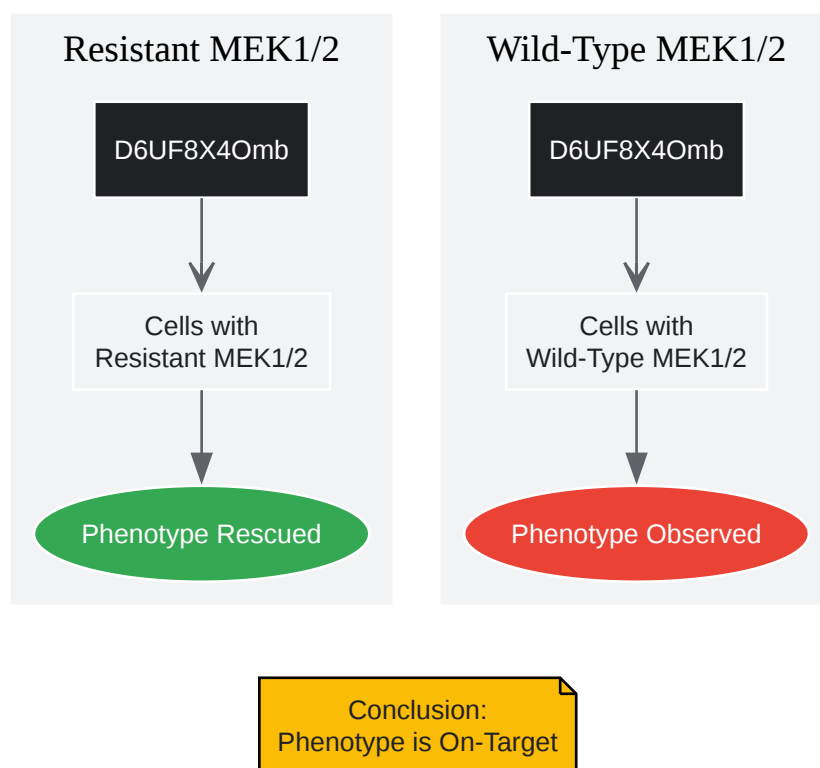 Resistant MEK1/2
D6UF8X4Omb
Cells with
Resistant MEK1/2
Phenotype Rescued
Wild-Type MEK1/2
D6UF8X4Omb
Cells with
Wild-Type MEK1/2
Phenotype Observed
Conclusion:
Phenotype is On-Target